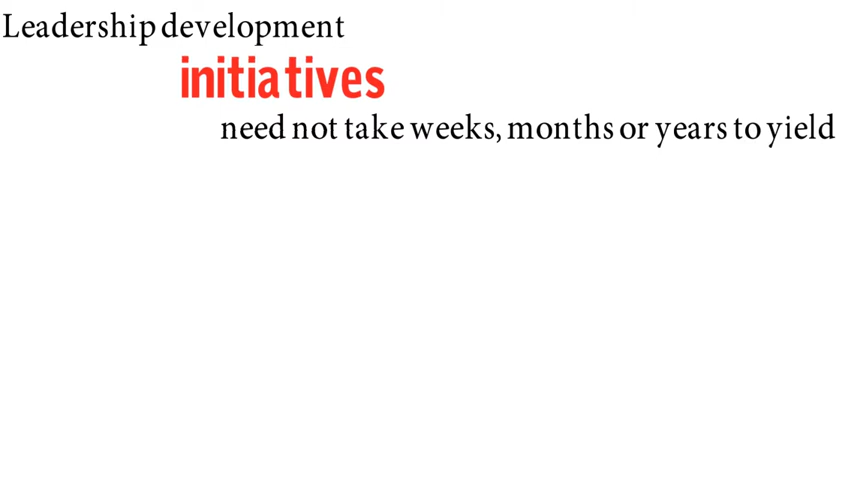 Leadership development
initiatives
need not take weeks, months or years to yield